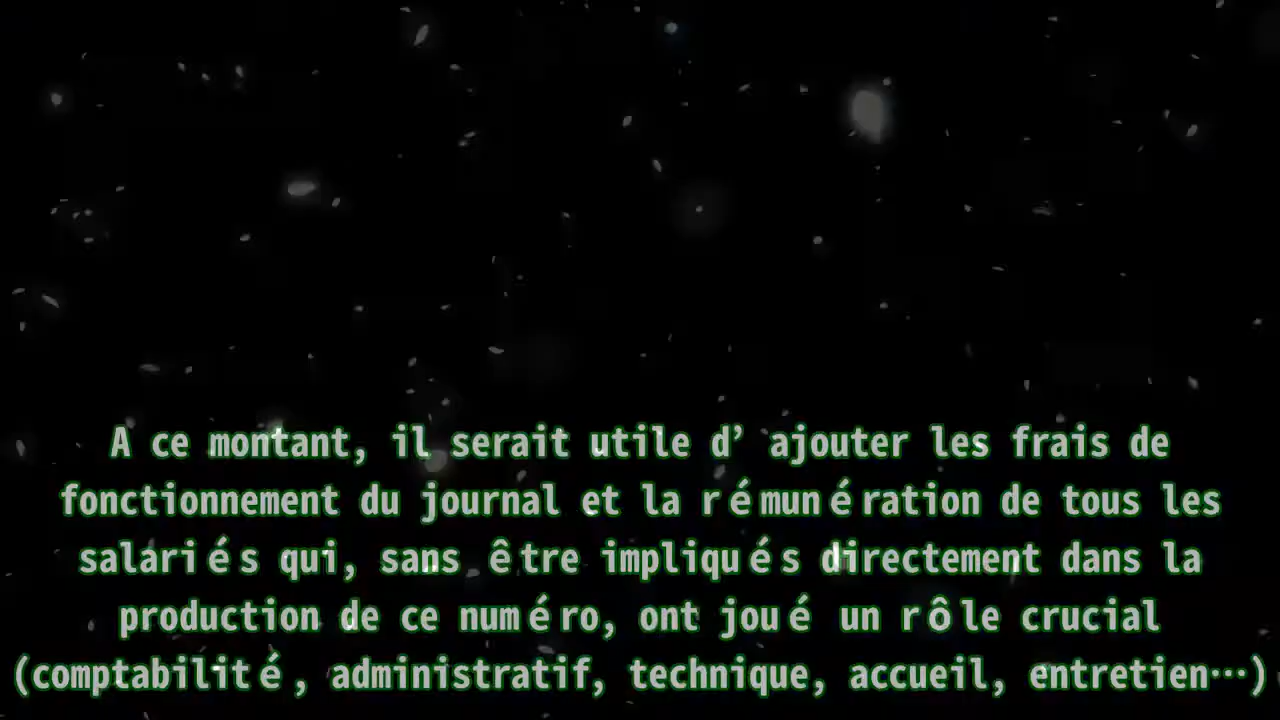 A ce montant, il serait utile d’ ajouter les frais de
fonctionnement du journal et la rémunération de tous les
salariés qui, sans être impliqués directement dans la
production de ce numéro, ont joué un rôle crucial
(comptabilité, administratif, technique, accueil, entretien…)